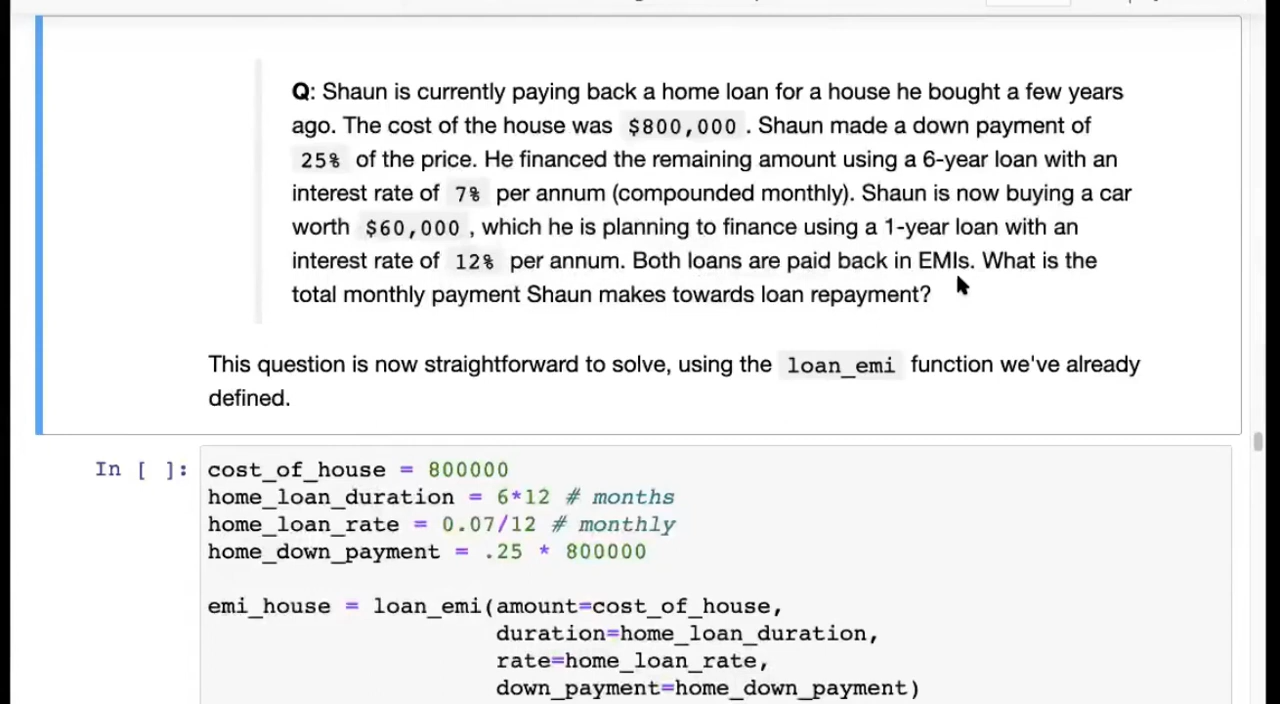 Q: Shaun is currently paying back a home loan for a house he bought a few years
ago. The cost of the house was $800,000 . Shaun made a down payment of
25% of the price. He financed the remaining amount using a 6-year loan with an
interest rate of 7% per annum (compounded monthly). Shaun is now buying a car
worth $60,000 , which he is planning to finance using a 1-year loan with an
interest rate of 12% per annum. Both loans are paid back in EMIs. What is the
total monthly payment Shaun makes towards loan repayment?
This question is now straightforward to solve, using the loan_emi function we've already
defined.
In [ ]: cost_of_house = 800000
home_loan_duration = 6*12 # months
home_loan_rate = 0.07/12 # monthly
home_down_payment = .25 * 800000
emi_house = loan_emi(amount=cost_of_house,
duration=home_loan_duration,
rate=home_loan_rate,
down_payment=home_down_payment)